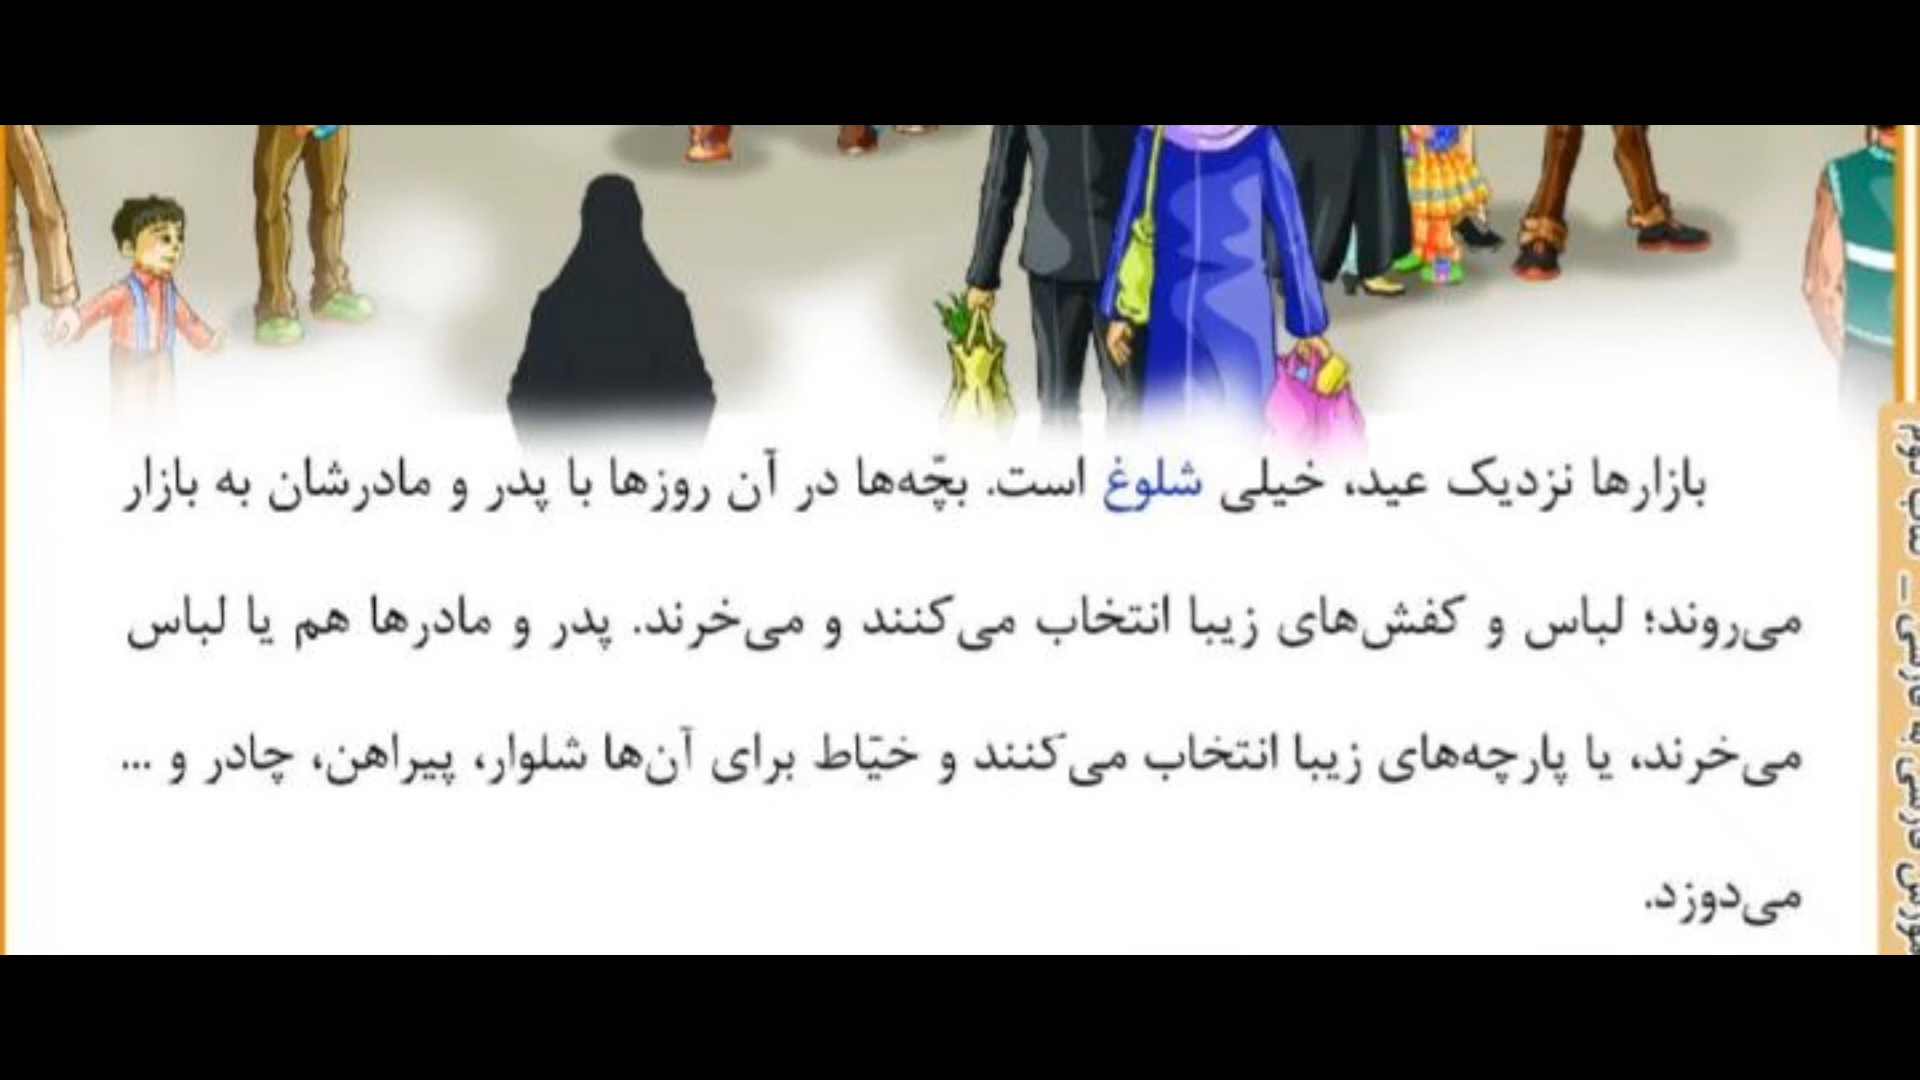 بازارها نزدیک عید، خیلی شلوغ است. بچّه‌ها در آن روزها با پدر و مادرشان به بازار
می‌روند؛ لباس و کفش‌های زیبا انتخاب می‌کنند و می‌خرند. پدر و مادرها هم یا لباس
می‌خرند، یا پارچه‌های زیبا انتخاب می‌کنند و خیّاط برای آن‌ها شلوار، پیراهن، چادر و ...
می‌دوزد.